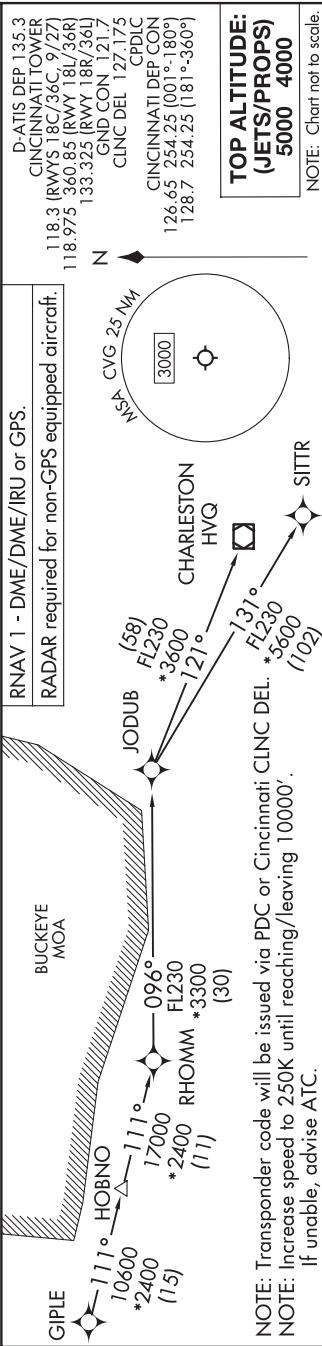 RNAV 1 - DME/DME/IRU or GPS.
RADAR required for non-GPS equipped aircraft.
D-ATIS DEP 135.3
CINCINNATI TOWER
118.3 (RWYS 18C/36C, 9/27)
118.975 360.85 (RWY 18L/36R)
133.325 (RWY 18R/36L)
GND CON 121.7
CLNC DEL 127.175
CPDLC
CINCINNATI DEP CON
126.65 254.25 (001°-180°)
128.7 254.25 (181°-360°)
TOP ALTITUDE:
(JETS/PROPS)
5000 4000
NOTE: Chart not to scale.
N
MSA CVG 25 NM
3000
BUCKEYE
MOA
GIPLE
111°
10600
*2400
(15)
HOBNO
111°
17000
*2400
(11)
RHOMM
096°
FL230
*3300
(30)
JODUB
(58)
FL230
*3600
121°
CHARLESTON
HVQ
131°
FL230
*5600
(102)
SITTR
NOTE: Transponder code will be issued via PDC or Cincinnati CLNC DEL.
NOTE: Increase speed to 250K until reaching/leaving 10000'.
If unable, advise ATC.